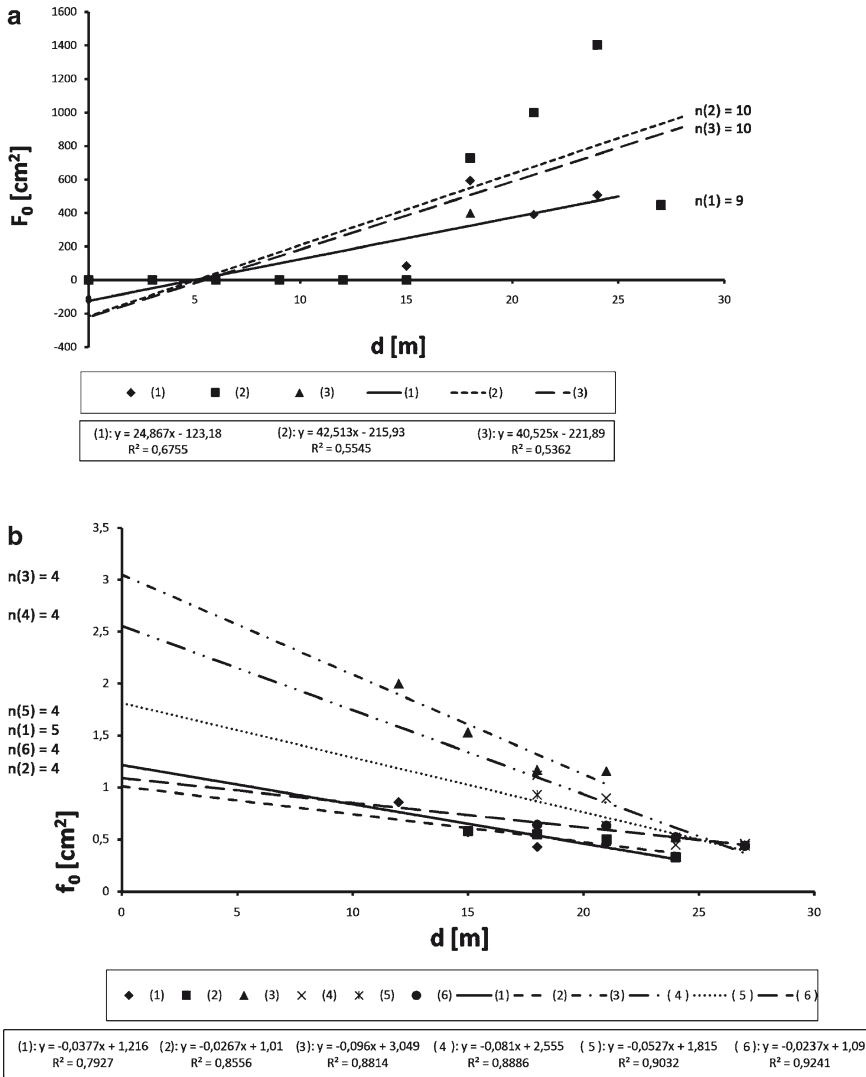 a
1600
1400
1200
1000
800
600
400
200
0
-200
-400
F₀ [cm²]
0 5 10 15 20 25 30
d [m]
n(2) = 10
n(3) = 10
n(1) = 9
(1) (2) (3) (1) (2) (3)
(1): y = 24,867x - 123,18 (2): y = 42,513x - 215,93 (3): y = 40,525x - 221,89
R² = 0,6755 R² = 0,5545 R² = 0,5362
b
3,5
3
2,5
2
1,5
1
0,5
0
n(3) = 4
n(4) = 4
n(5) = 4
n(1) = 5
n(6) = 4
n(2) = 4
f₀ [cm²]
0 5 10 15 20 25 30
d [m]
(1) (2) (3) (4) (5) (6) (1) (2) (3) ( 4 ) ( 5 ) ( 6 )
(1): y = -0,0377x + 1,216 (2): y = -0,0267x + 1,01 (3): y = -0,096x + 3,049 ( 4 ): y = -0,081x + 2,555 ( 5 ): y = -0,0527x + 1,815 ( 6 ): y = -0,0237x + 1,09
R² = 0,7927 R² = 0,8556 R² = 0,8814 R² = 0,8886 R² = 0,9032 R² = 0,9241